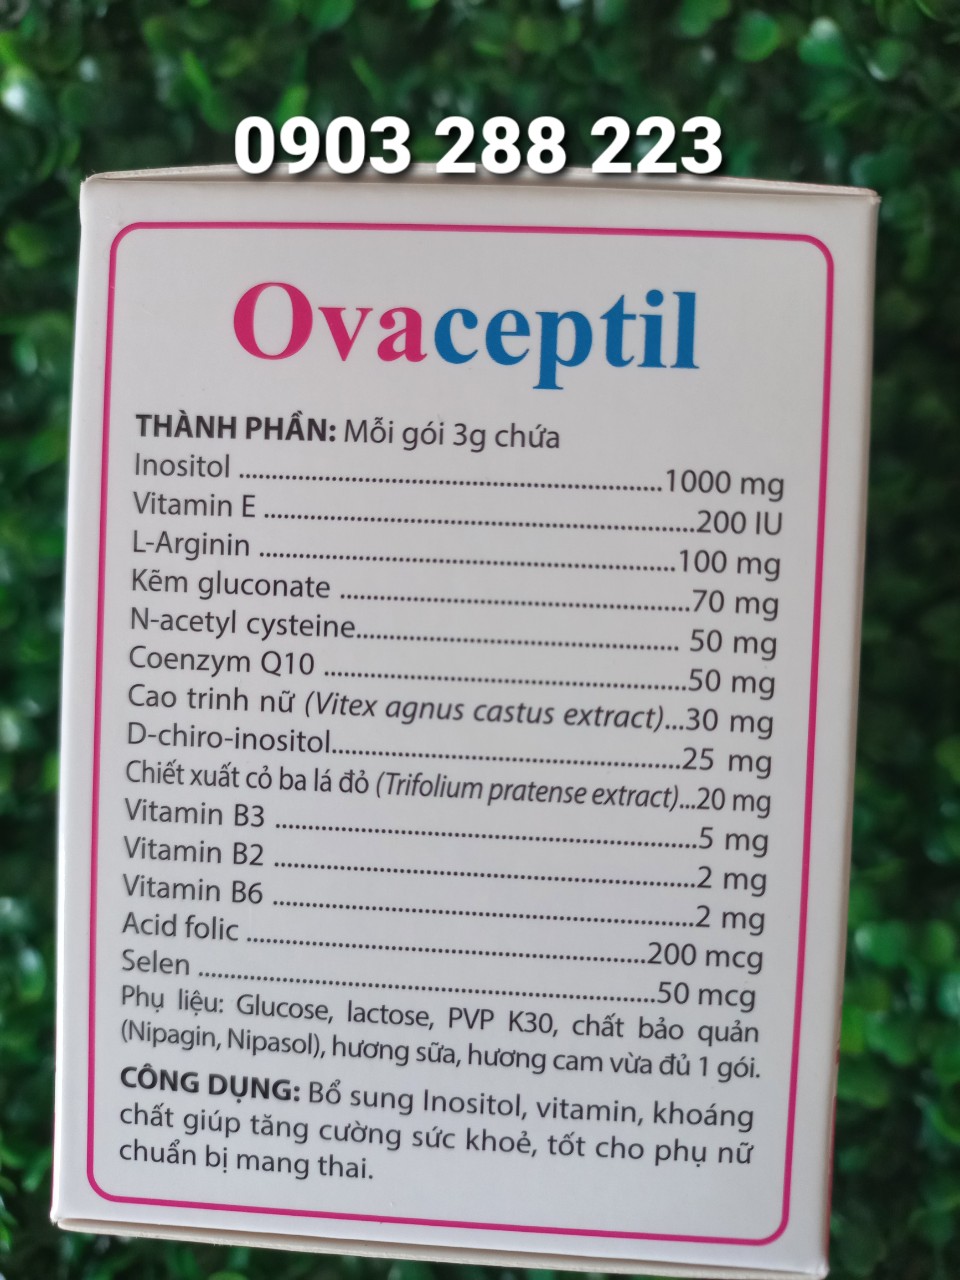 0903 288 223
Ovaceptil
THÀNH PHẦN: Mỗi gói 3g chứa
Inositol ....................................................1000 mg
Vitamin E .....................................................200 IU
L-Arginin ...................................................100 mg
Kẽm gluconate ...........................................70 mg
N-acetyl cysteine........................................ 50 mg
Coenzym Q10 .............................................50 mg
Cao trinh nữ (Vitex agnus castus extract)...30 mg
D-chiro-inositol...........................................25 mg
Chiết xuất cỏ ba lá đỏ (Trifolium pratense extract)...20 mg
Vitamin B3 ....................................................5 mg
Vitamin B2 ....................................................2 mg
Vitamin B6 ....................................................2 mg
Acid folic .................................................200 mcg
Selen ........................................................50 mcg
Phụ liệu: Glucose, lactose, PVP K30, chất bảo quản
(Nipagin, Nipasol), hương sữa, hương cam vừa đủ 1 gói.
CÔNG DỤNG: Bổ sung Inositol, vitamin, khoáng
chất giúp tăng cường sức khoẻ, tốt cho phụ nữ
chuẩn bị mang thai.